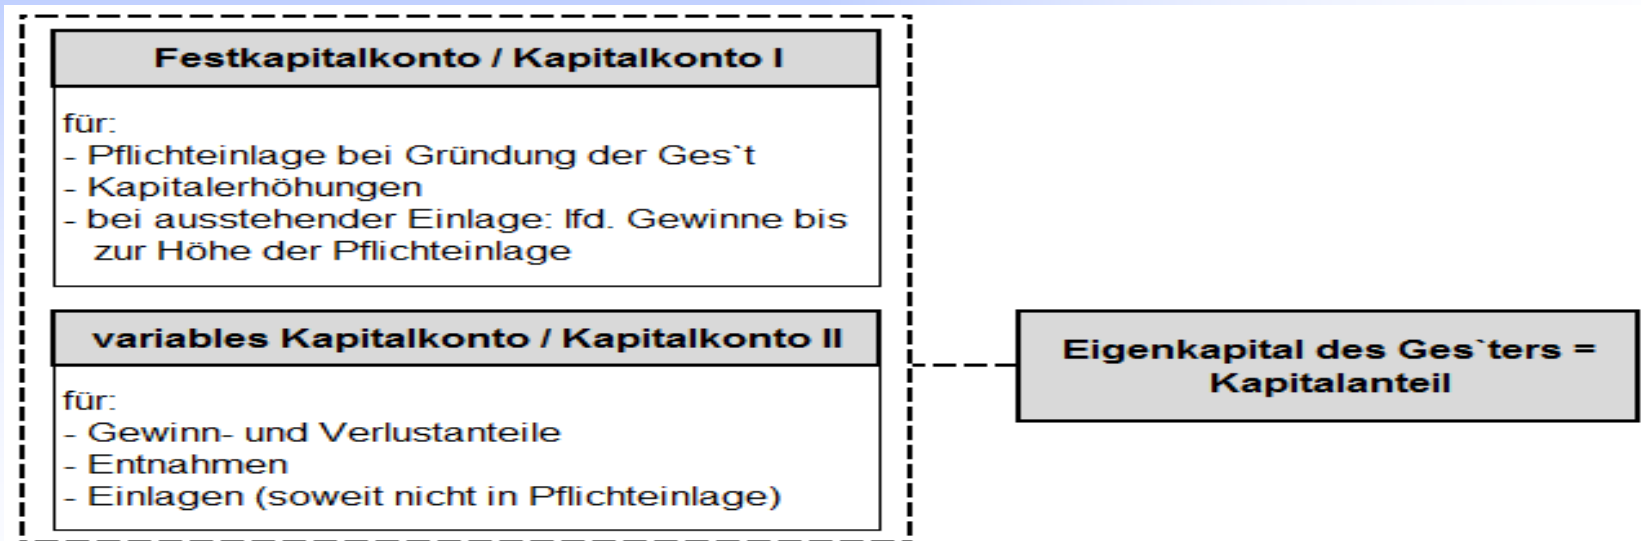 Festkapitalkonto / Kapitalkonto I
für:
- Pflichteinlage bei Gründung der Ges`t
- Kapitalerhöhungen
- bei ausstehender Einlage: lfd. Gewinne bis
zur Höhe der Pflichteinlage
variables Kapitalkonto / Kapitalkonto II
für:
- Gewinn- und Verlustanteile
- Entnahmen
- Einlagen (soweit nicht in Pflichteinlage)
Eigenkapital des Ges`ters =
Kapitalanteil